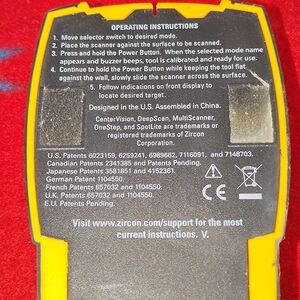 OPERATING INSTRUCTIONS
1. Move selector switch to desired mode.
2. Place the scanner against the surface to be scanned.
3. Press and hold the Power Button. When the selected mode name
appears and buzzer beeps, tool is calibrated and ready for use.
4. Continue to hold the Power Button while keeping the tool flat
against the wall, slowly slide the scanner across the surface.
5. Follow indications on front display to
locate desired target.
Designed in the U.S. Assembled in China.
CenterVision, DeepScan, MultiScanner,
OneStep, and SpotLite are trademarks or
registered trademarks of Zircon
Corporation.
U.S. Patents 6023159, 6259241, 6989662, 7116091, and 7148703.
Canadian Patents 2341385 and Patents Pending.
Japanese Patents 3581851 and 4152361.
German Patent 1104550.
French Patents 657032 and 1104550.
U.K. Patents 657032 and 1104550.
E.U. Patents Pending.
Visit www.zircon.com/support for the most
current instructions. V.